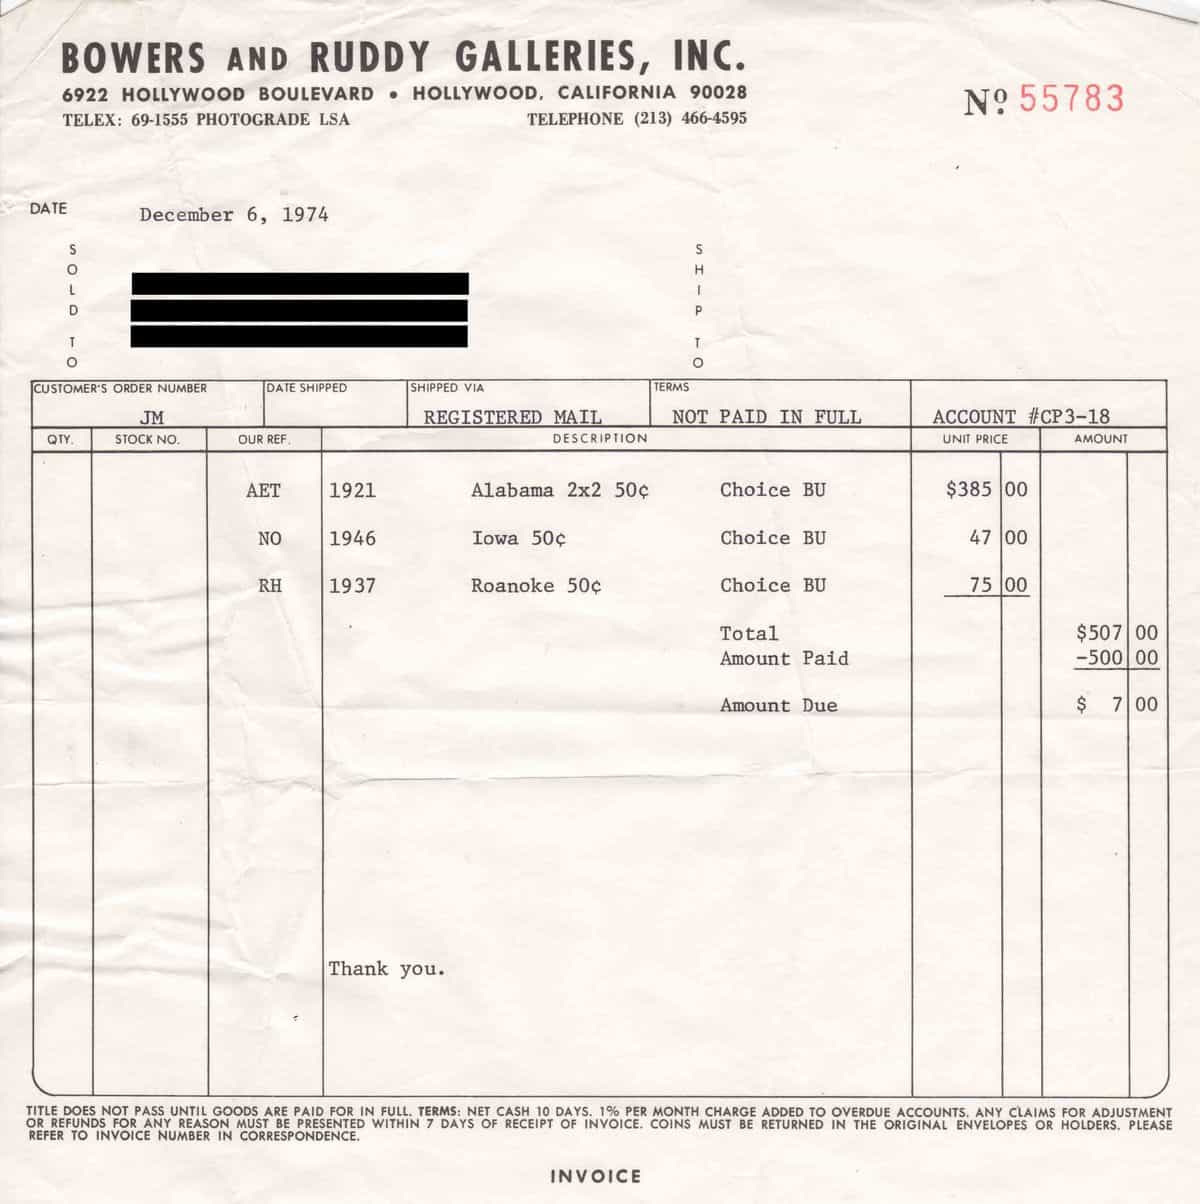 BOWERS AND RUDDY GALLERIES, INC.
6922 HOLLYWOOD BOULEVARD • HOLLYWOOD, CALIFORNIA 90028
TELEX: 69-1555 PHOTOGRADE LSA TELEPHONE (213) 466-4595
Nº 55783
DATE December 6, 1974
SOLD TO
SHIP TO
CUSTOMER'S ORDER NUMBER DATE SHIPPED SHIPPED VIA TERMS
JM REGISTERED MAIL NOT PAID IN FULL ACCOUNT #CP3-18
QTY. STOCK NO. OUR REF. DESCRIPTION UNIT PRICE AMOUNT
AET 1921 Alabama 2x2 50¢ Choice BU $385 00
NO 1946 Iowa 50¢ Choice BU 47 00
RH 1937 Roanoke 50¢ Choice BU 75 00
Total $507 00
Amount Paid -500 00
Amount Due $ 7 00
Thank you.
TITLE DOES NOT PASS UNTIL GOODS ARE PAID FOR IN FULL. TERMS: NET CASH 10 DAYS. 1% PER MONTH CHARGE ADDED TO OVERDUE ACCOUNTS. ANY CLAIMS FOR ADJUSTMENT
OR REFUNDS FOR ANY REASON MUST BE PRESENTED WITHIN 7 DAYS OF RECEIPT OF INVOICE. COINS MUST BE RETURNED IN THE ORIGINAL ENVELOPES OR HOLDERS. PLEASE
REFER TO INVOICE NUMBER IN CORRESPONDENCE.
INVOICE